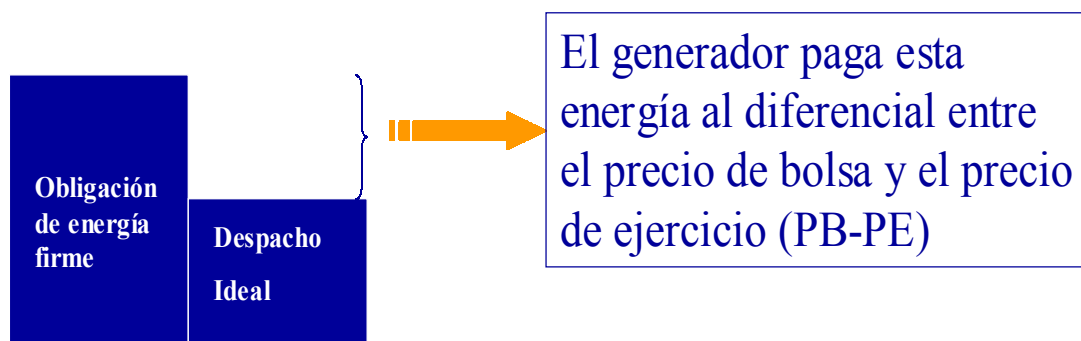 El generador paga esta
energía al diferencial entre
el precio de bolsa y el precio
de ejercicio (PB-PE)
Obligación
de energía
firme
Despacho
Ideal